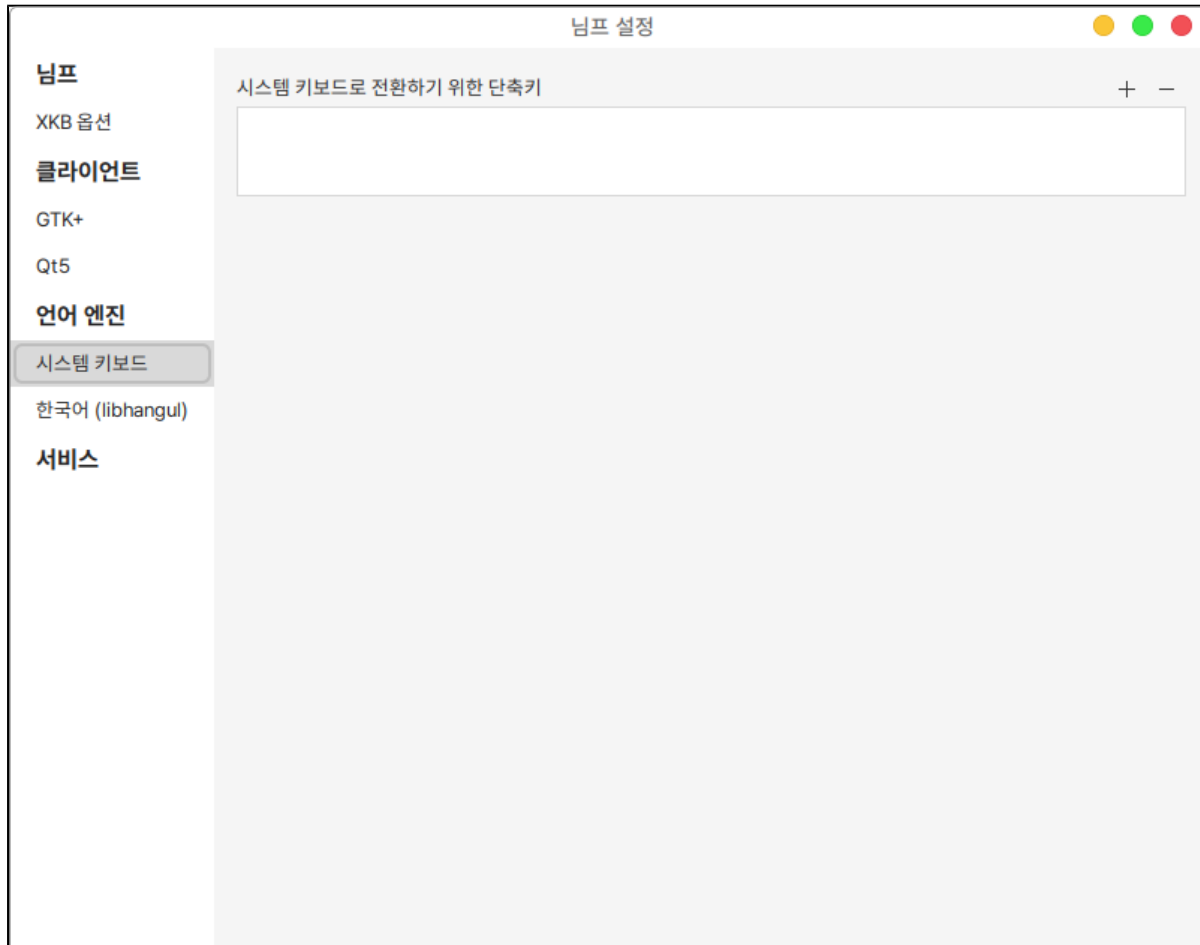 님프 설정
님프
XKB 옵션
클라이언트
GTK+
Qt5
언어 엔진
시스템 키보드
한국어 (libhangul)
서비스
시스템 키보드로 전환하기 위한 단축키